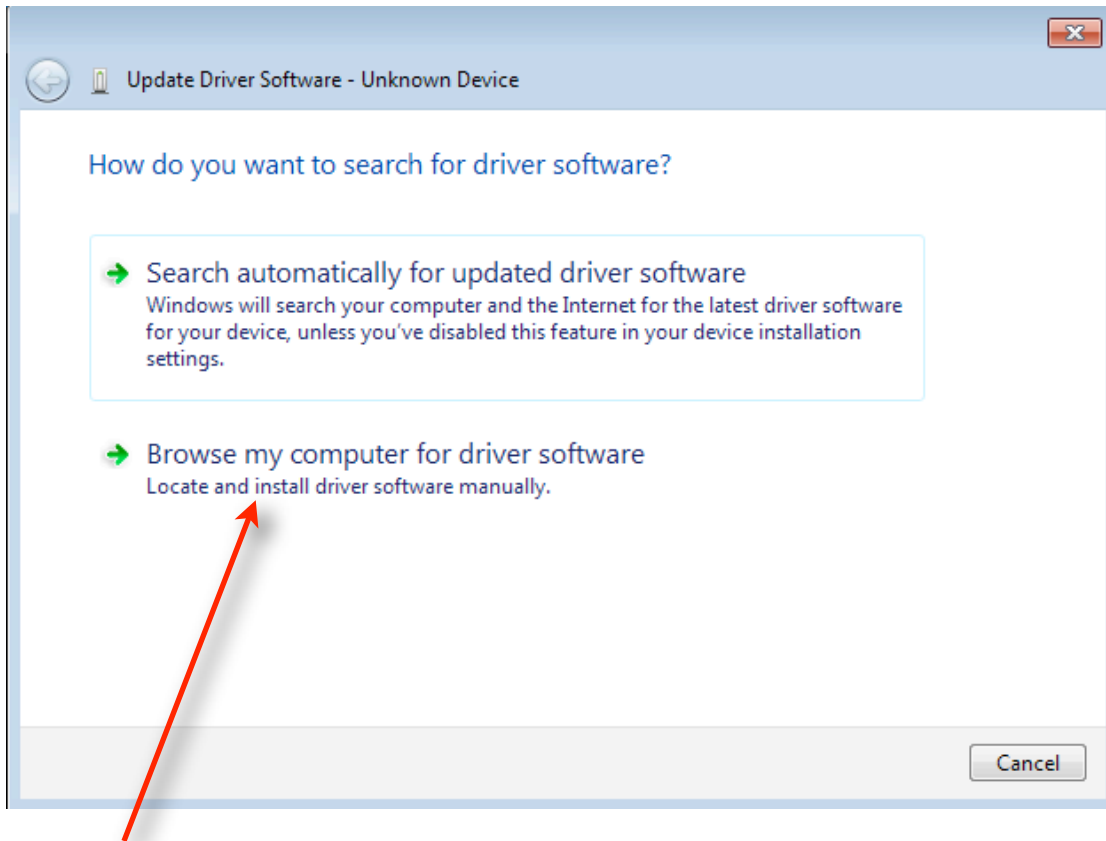 Update Driver Software - Unknown Device
How do you want to search for driver software?
Search automatically for updated driver software
Windows will search your computer and the Internet for the latest driver software
for your device, unless you've disabled this feature in your device installation
settings.
Browse my computer for driver software
Locate and install driver software manually.
Cancel